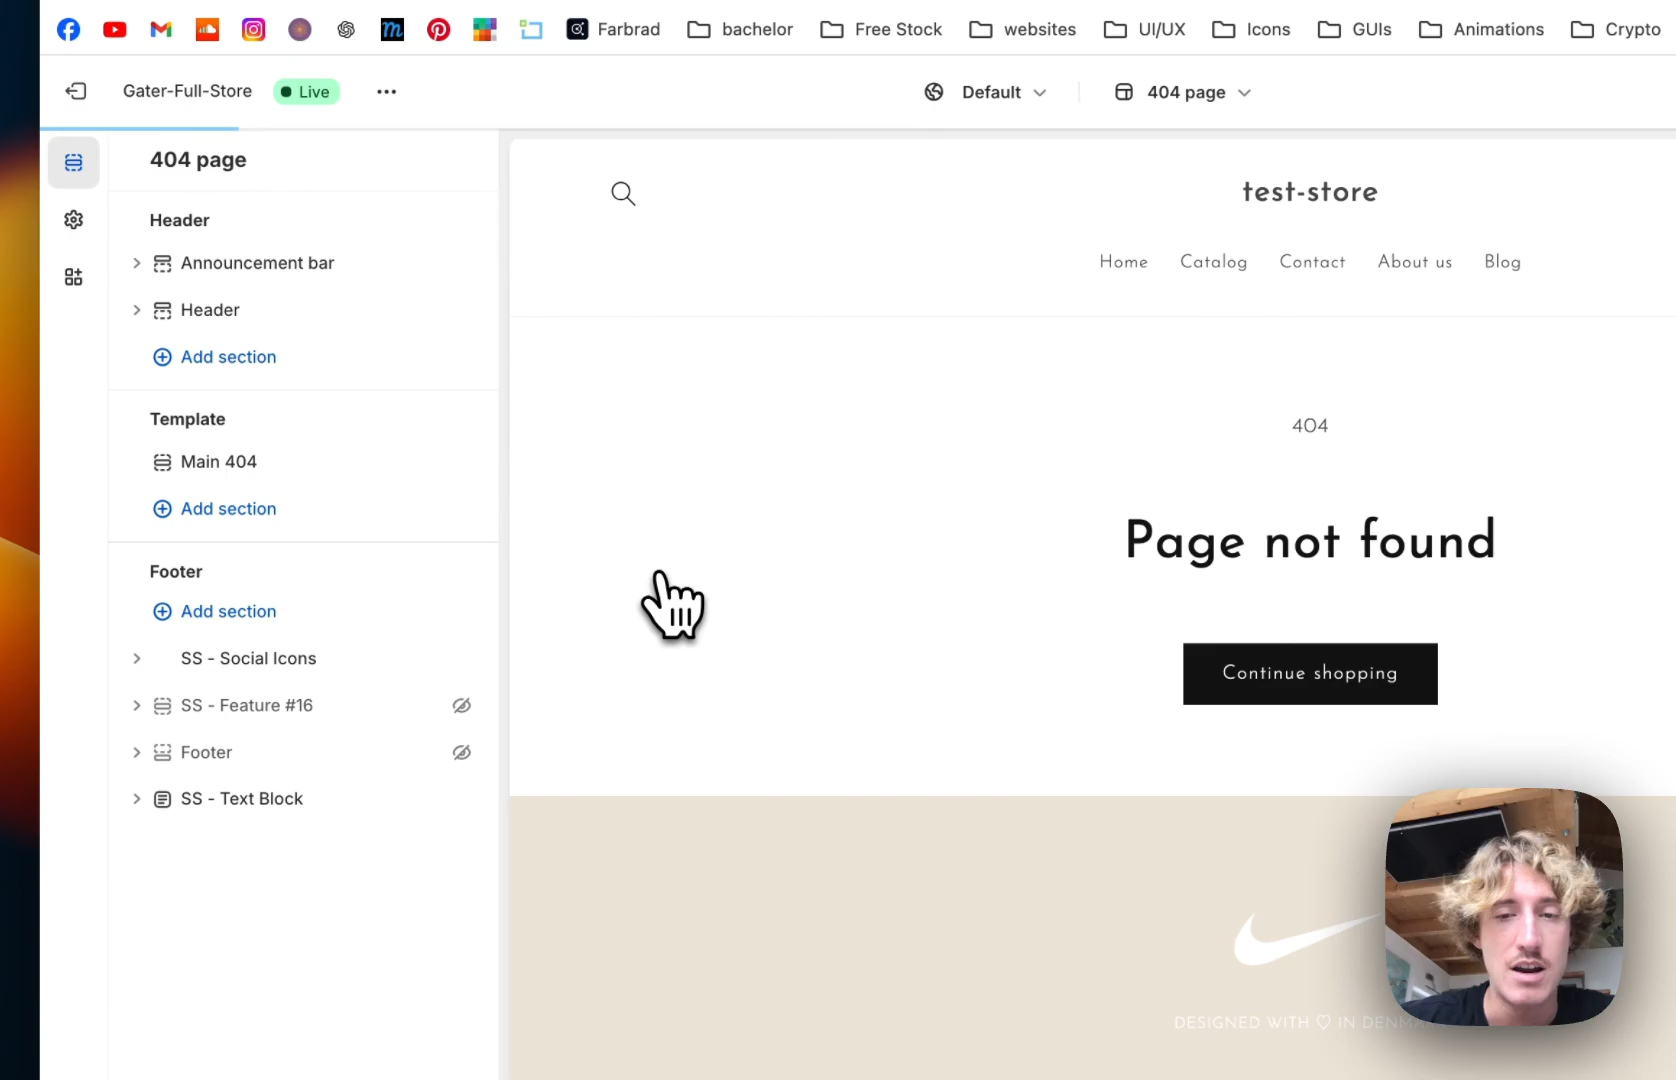 Farbrad
bachelor
Free Stock
websites
UI/UX
Icons
GUIs
Animations
Crypto
Gater-Full-Store
Live
Default
404 page
404 page
Header
Announcement bar
Header
Add section
Template
Main 404
Add section
Footer
Add section
SS - Social Icons
SS - Feature #16
Footer
SS - Text Block
test-store
Home
Catalog
Contact
About us
Blog
404
Page not found
Continue shopping
DESIGNED WITH ♡ IN